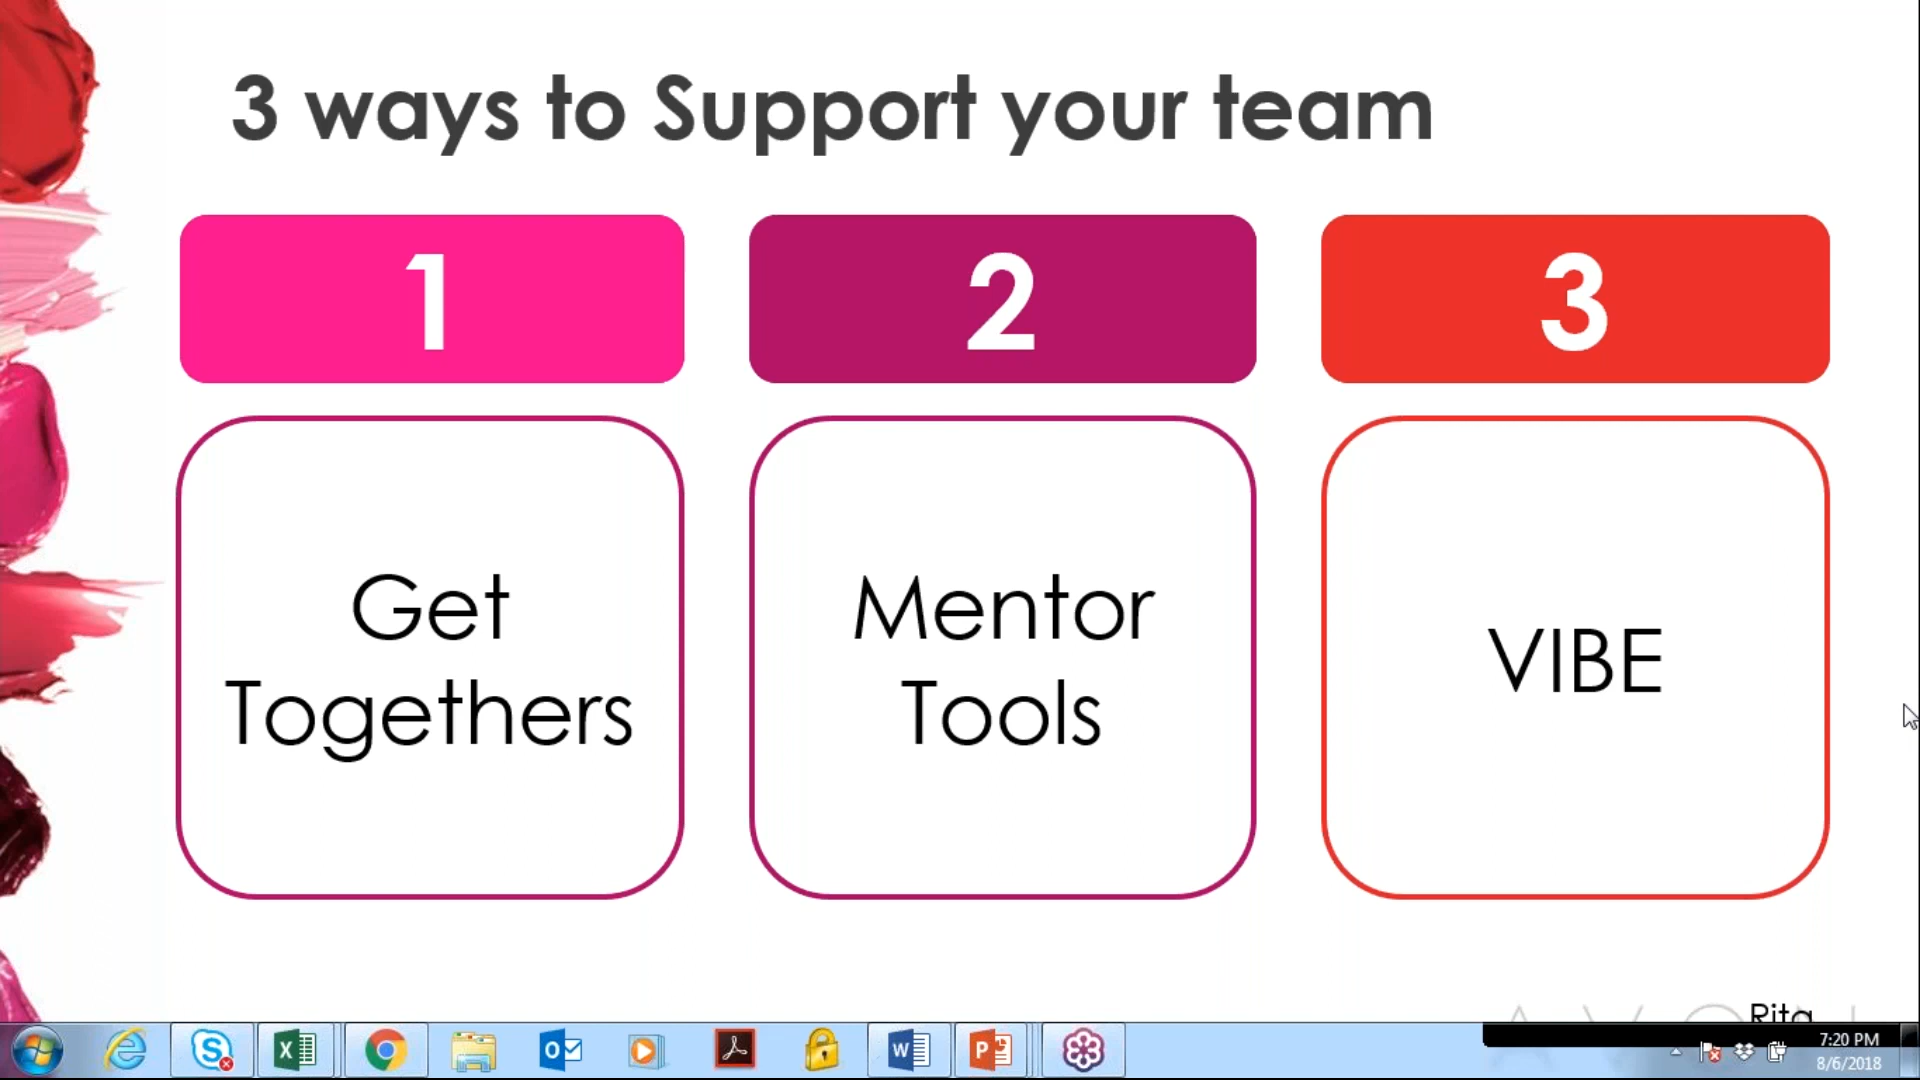 3 ways to Support your team
1
2
3
Get
Togethers
Mentor
Tools
VIBE
Rita
7:20 PM
8/6/2018